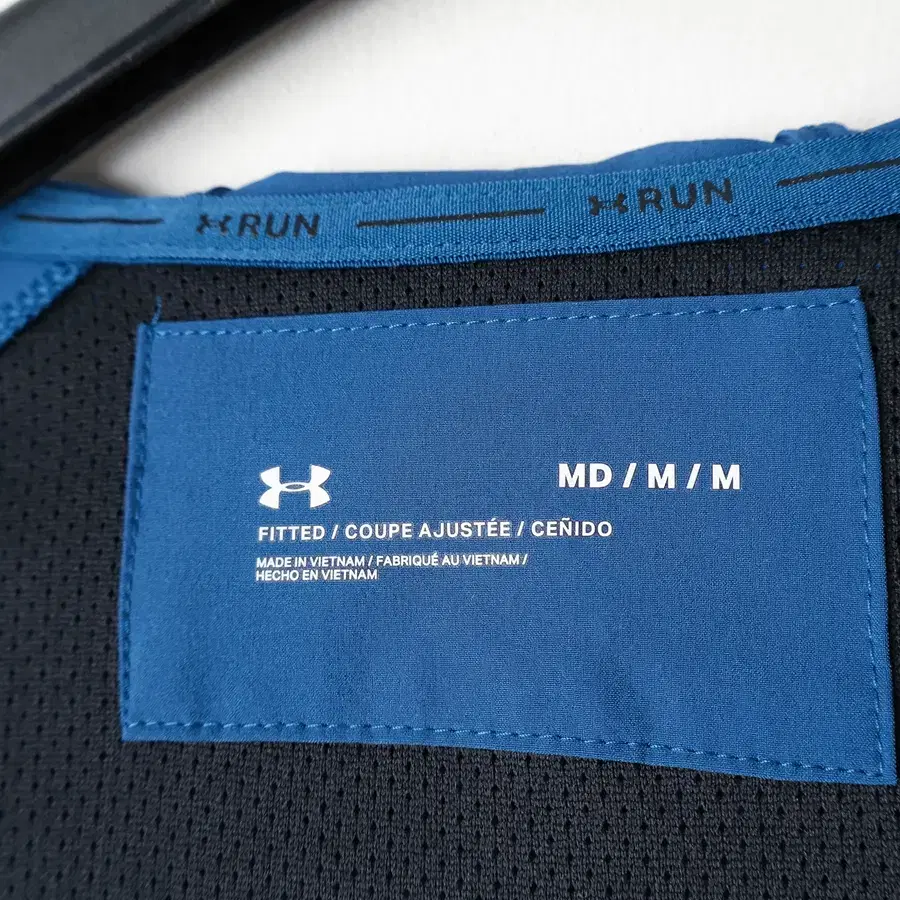 RUN RUN
MD / M / M
FITTED / COUPE AJUSTÉE / CEÑIDO
MADE IN VIETNAM / FABRIQUÉ AU VIETNAM /
HECHO EN VIETNAM